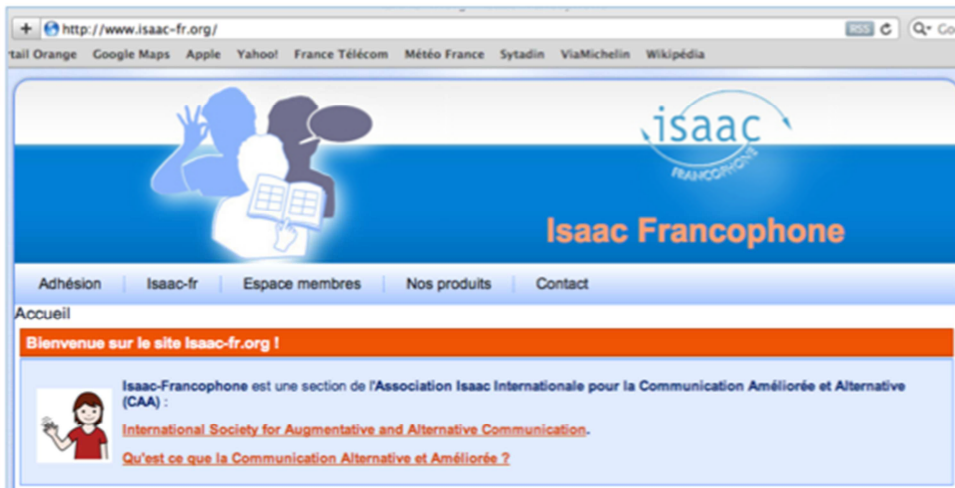 http://www.isaac-fr.org/ RSS
tail Orange Google Maps Apple Yahoo! France Télécom Météo France Sytadin ViaMichelin Wikipédia
isaac
FRANCOPHONE
Isaac Francophone
Adhésion Isaac-fr Espace membres Nos produits Contact
Accueil
Bienvenue sur le site Isaac-fr.org !
Isaac-Francophone est une section de l'Association Isaac Internationale pour la Communication Améliorée et Alternative
(CAA) :
International Society for Augmentative and Alternative Communication.
Qu'est ce que la Communication Alternative et Améliorée ?